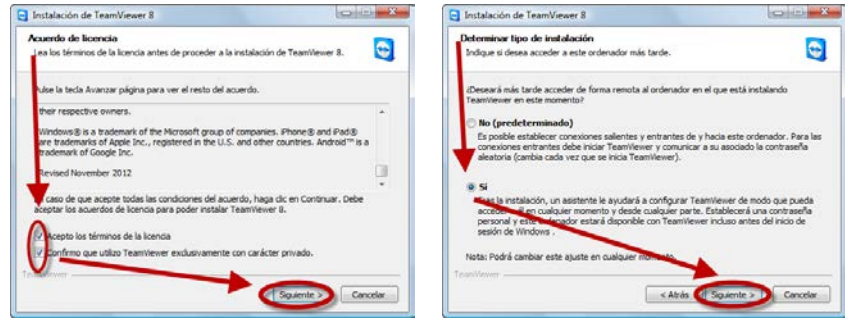 Instalación de TeamViewer 8
Acuerdo de licencia
Lea los términos de la licencia antes de proceder a la instalación de TeamViewer 8.
Pulse la tecla Avanzar página para ver el resto del acuerdo.
their respective owners.
Windows® is a trademark of the Microsoft group of companies. iPhone® and iPad®
are trademarks of Apple Inc., registered in the U.S. and other countries. Android™ is a
trademark of Google Inc.
Revised November 2012
caso de que acepte todas las condiciones del acuerdo, haga clic en Continuar. Debe
aceptar los acuerdos de licencia para poder instalar TeamViewer 8.
Acepto los términos de la licencia
Confirmo que utilizo TeamViewer exclusivamente con carácter privado.
TeamViewer
Siguiente > Cancelar
Instalación de TeamViewer 8
Determinar tipo de instalación
Indique si desea acceder a este ordenador más tarde.
¿Deseará más tarde acceder de forma remota al ordenador en el que está instalando
TeamViewer en este momento?
No (predeterminado)
Es posible establecer conexiones salientes y entrantes de y hacia este ordenador. Para las
conexiones entrantes debe iniciar TeamViewer y comunicar a su asociado la contraseña
aleatoria (cambia cada vez que se inicia TeamViewer).
Sí
Tras la instalación, un asistente le ayudará a configurar TeamViewer de modo que pueda
acceder a él en cualquier momento y desde cualquier parte. Establecerá una contraseña
personal y este ordenador estará disponible con TeamViewer incluso antes del inicio de
sesión de Windows .
Nota: Podrá cambiar este ajuste en cualquier momento.
TeamViewer
< Atrás Siguiente > Cancelar